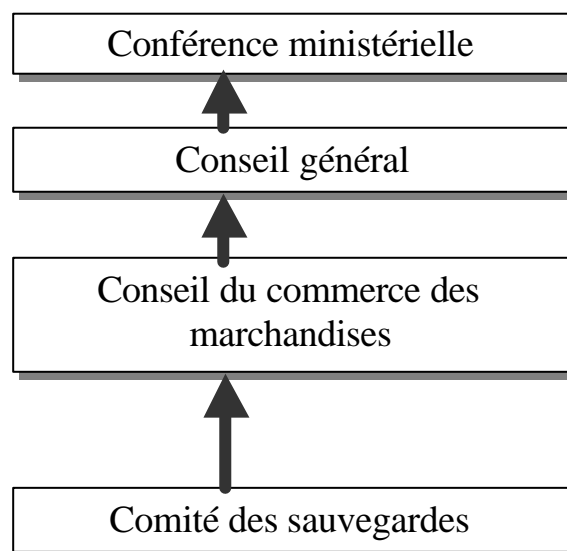 Conférence ministérielle
Conseil général
Conseil du commerce des
marchandises
Comité des sauvegardes